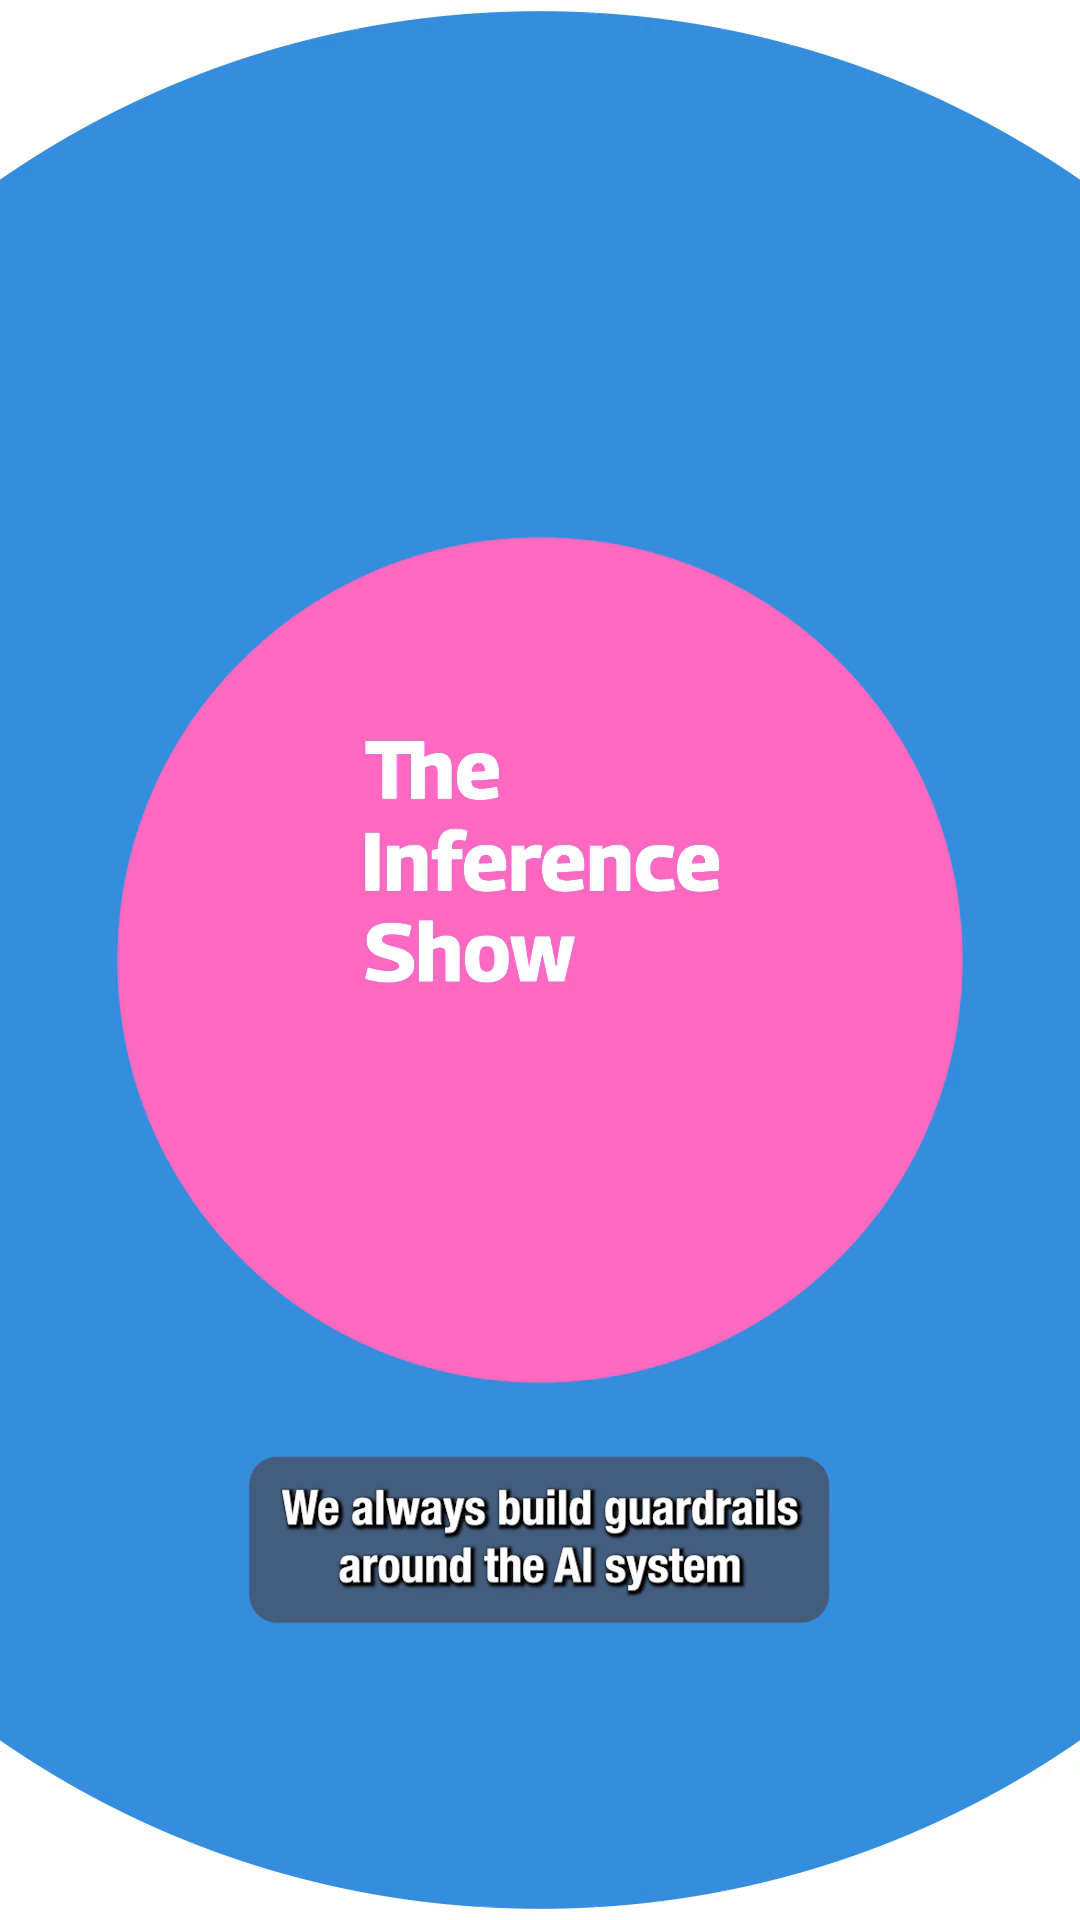 The
Inference
Show
We always build guardrails
around the AI system